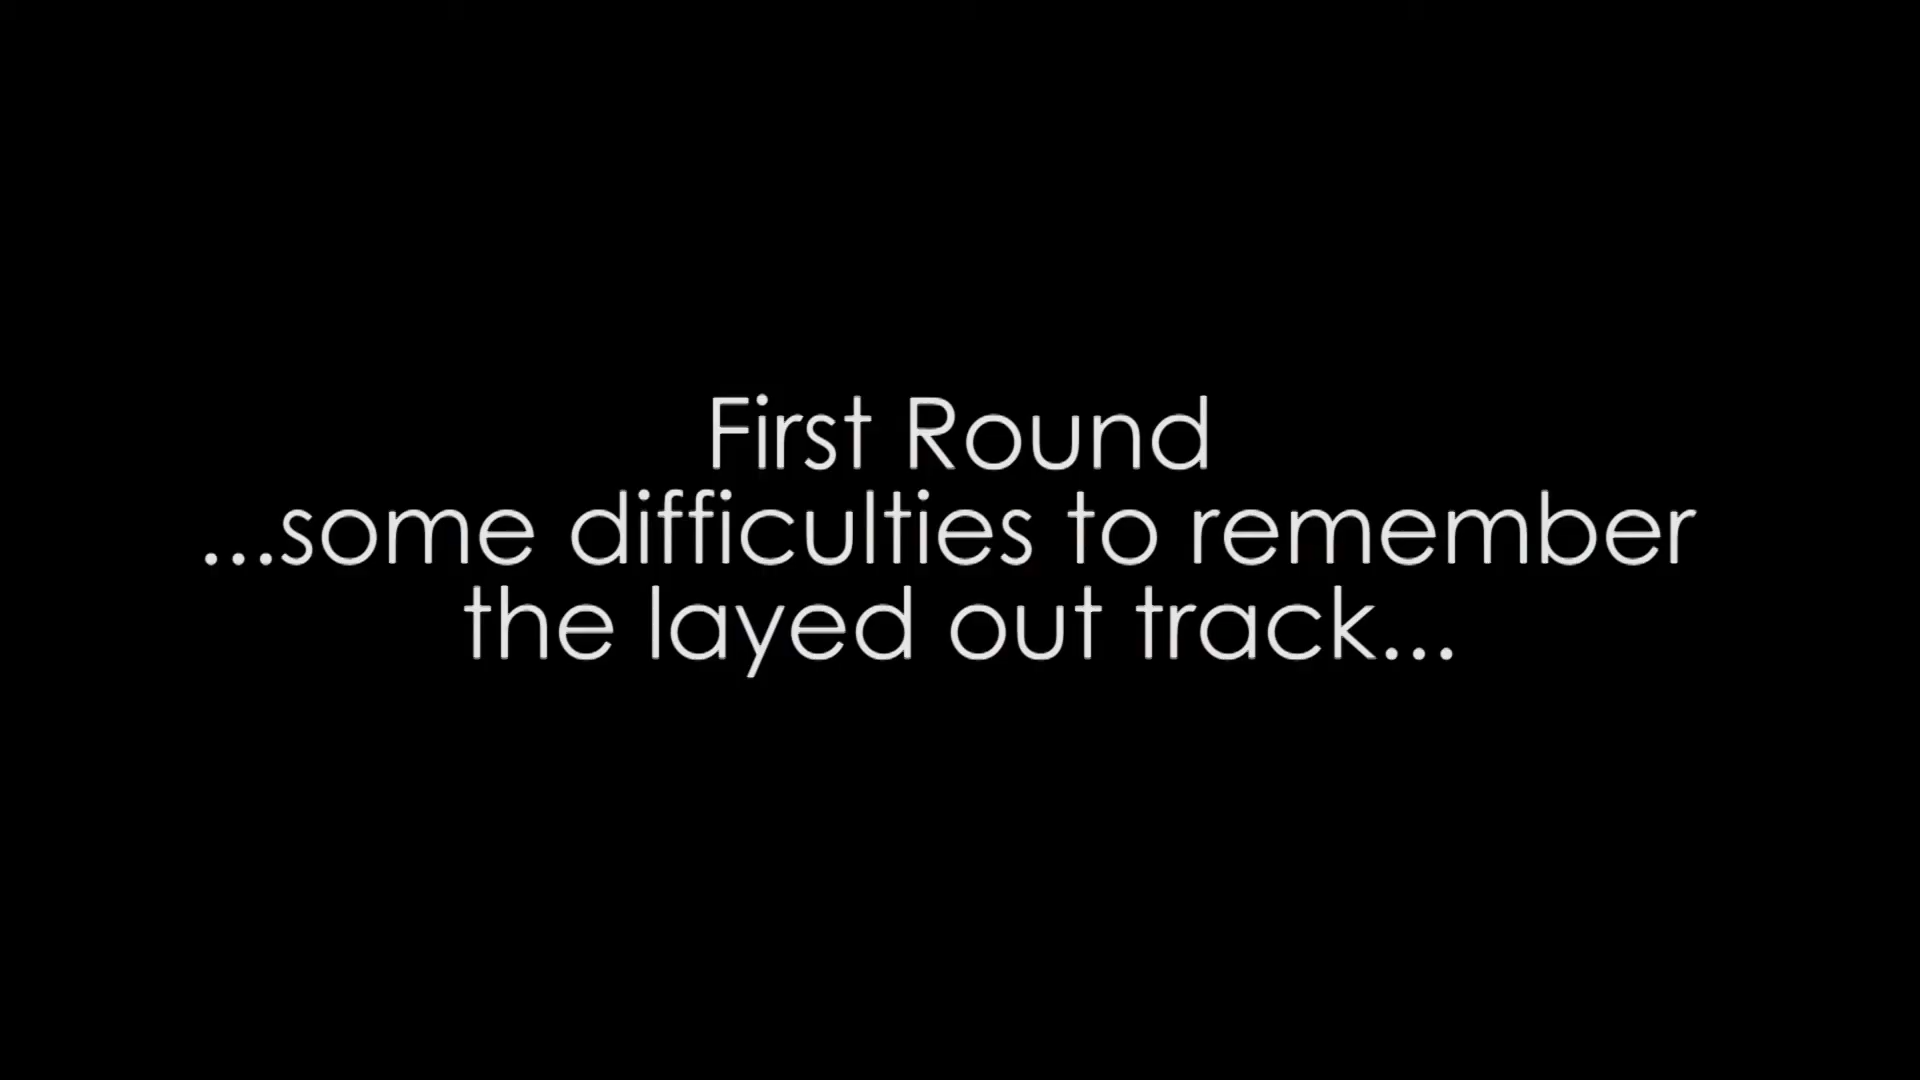 First Round
...some difficulties to remember
the layed out track...